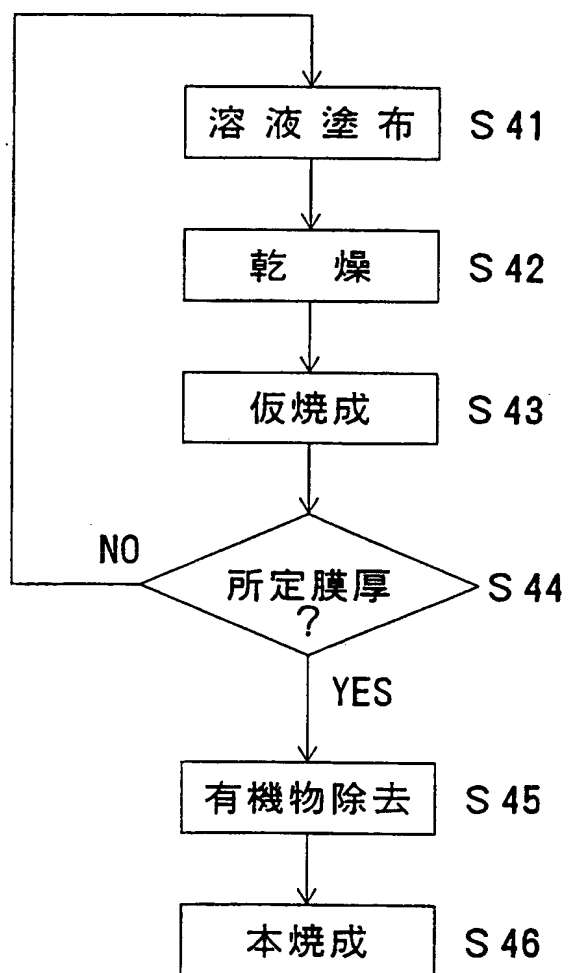 溶液塗布 S41
乾燥 S42
仮焼成 S43
NO
所定膜厚 S44
?
YES
有機物除去 S45
本焼成 S46